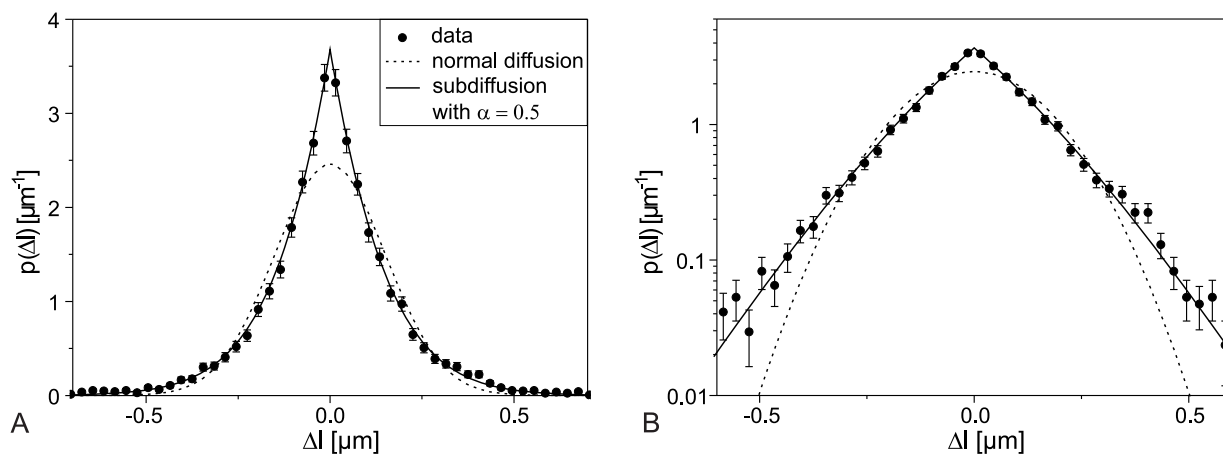 4
3
2
1
0
p(Δl) [µm⁻¹]
data
normal diffusion
subdiffusion
with α = 0.5
-0.5
0.0
0.5
Δl [µm]
A
1
0.1
0.01
p(Δl) [µm⁻¹]
-0.5
0.0
0.5
Δl [µm]
B